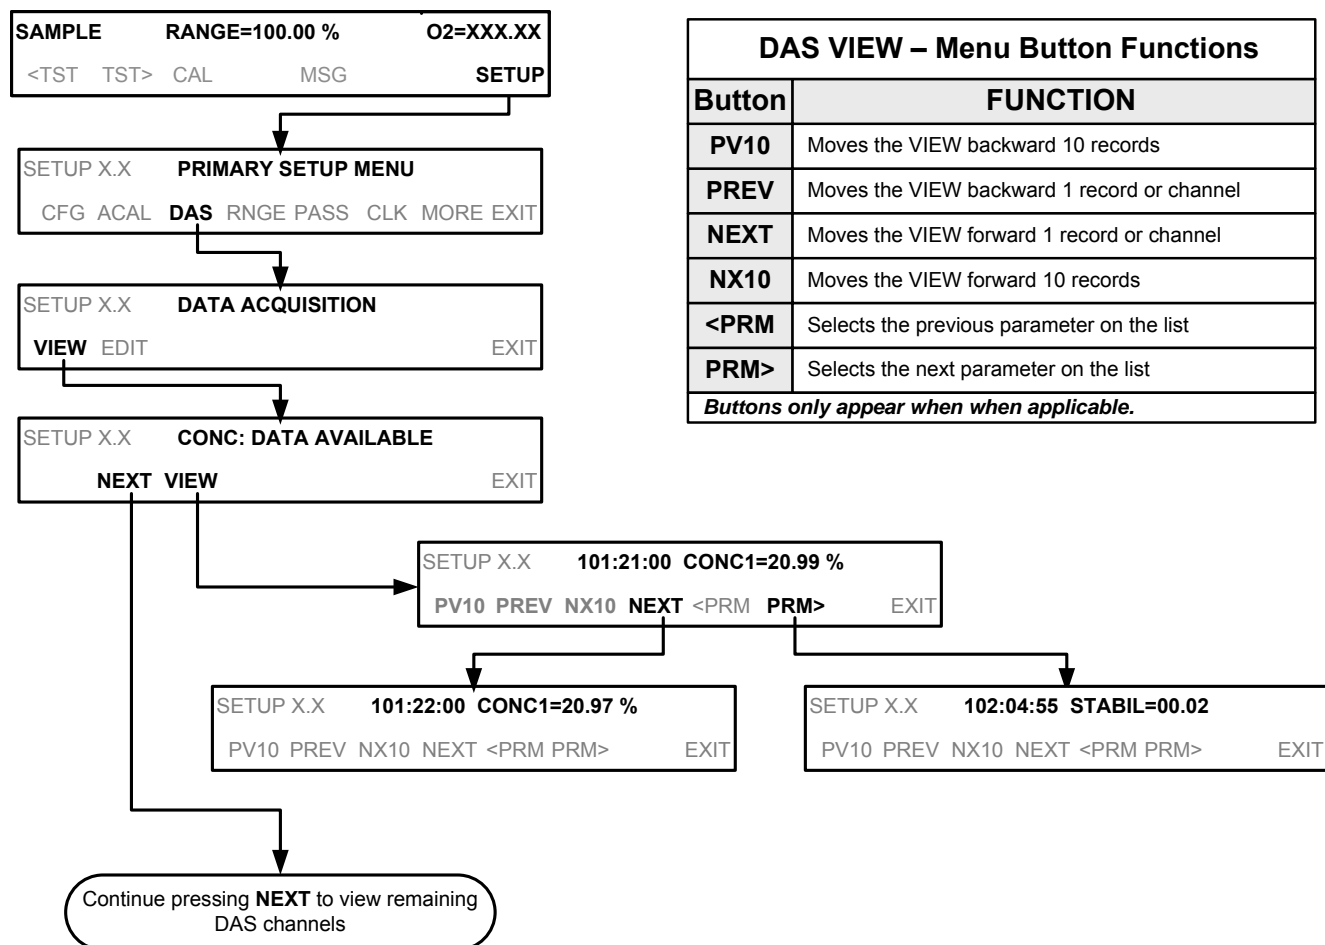 SAMPLE RANGE=100.00 % O2=XXX.XX
<TST TST> CAL MSG SETUP
SETUP X.X PRIMARY SETUP MENU
CFG ACAL DAS RNGE PASS CLK MORE EXIT
SETUP X.X DATA ACQUISITION
VIEW EDIT EXIT
SETUP X.X CONC: DATA AVAILABLE
NEXT VIEW EXIT
DAS VIEW – Menu Button Functions
Button FUNCTION
PV10 Moves the VIEW backward 10 records
PREV Moves the VIEW backward 1 record or channel
NEXT Moves the VIEW forward 1 record or channel
NX10 Moves the VIEW forward 10 records
<PRM Selects the previous parameter on the list
PRM> Selects the next parameter on the list
Buttons only appear when when applicable.
SETUP X.X 101:21:00 CONC1=20.99 %
PV10 PREV NX10 NEXT <PRM PRM> EXIT
SETUP X.X 101:22:00 CONC1=20.97 %
PV10 PREV NX10 NEXT <PRM PRM> EXIT
SETUP X.X 102:04:55 STABIL=00.02
PV10 PREV NX10 NEXT <PRM PRM> EXIT
Continue pressing NEXT to view remaining
DAS channels